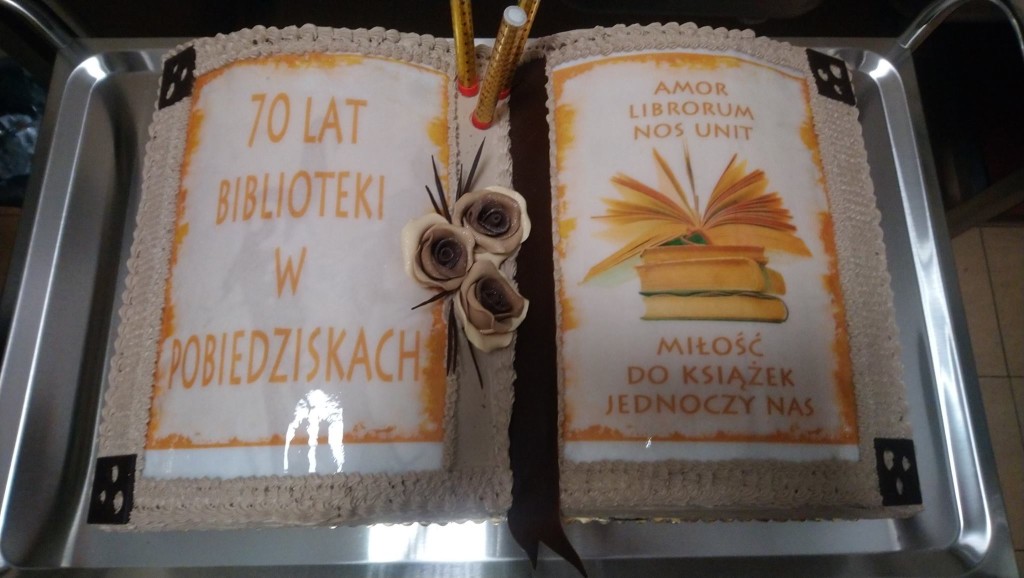 70 LAT
BIBLIOTEKI
W
POBIEDZISKACH
AMOR
LIBRORUM
NOS UNIT
MIŁOŚĆ
DO KSIĄŻEK
JEDNOCZY NAS